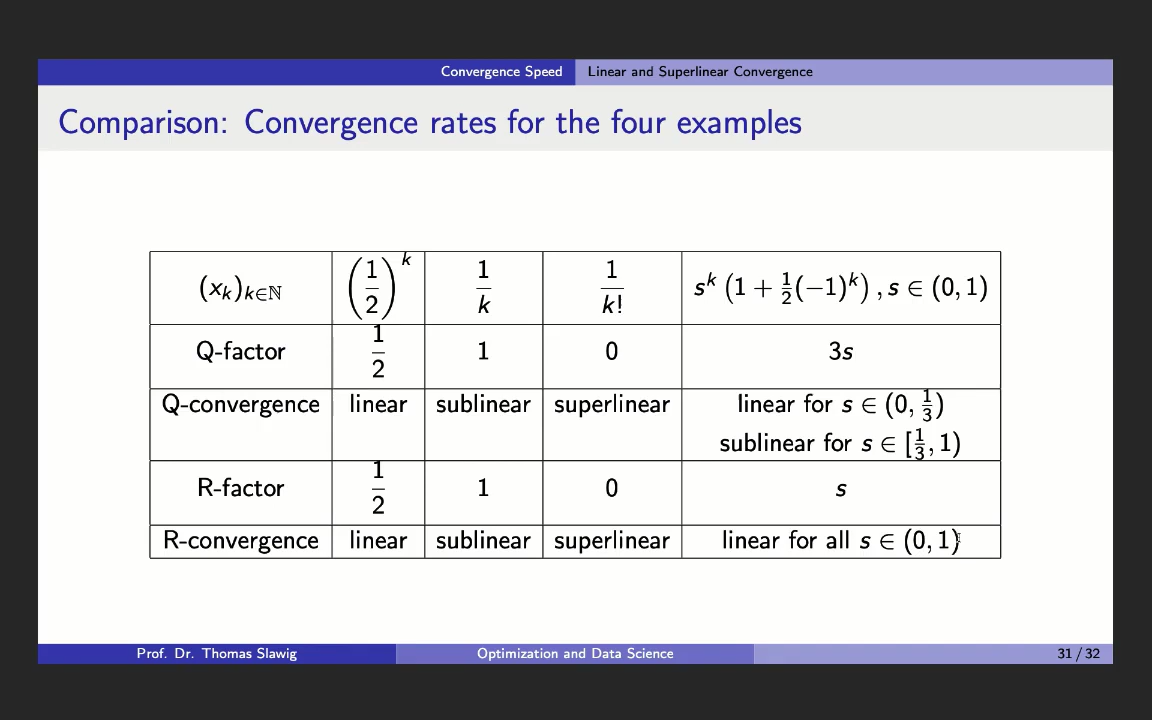 Convergence Speed Linear and Superlinear Convergence
Comparison: Convergence rates for the four examples
(xₖ)ₖ∈ℕ (1/2)ᵏ 1/k 1/k! sᵏ (1 + ½(−1)ᵏ) , s ∈ (0, 1)
Q-factor 1/2 1 0 3s
Q-convergence linear sublinear superlinear linear for s ∈ (0, ⅓)
sublinear for s ∈ [⅓, 1)
R-factor 1/2 1 0 s
R-convergence linear sublinear superlinear linear for all s ∈ (0, 1)
Prof. Dr. Thomas Slawig Optimization and Data Science 31 / 32